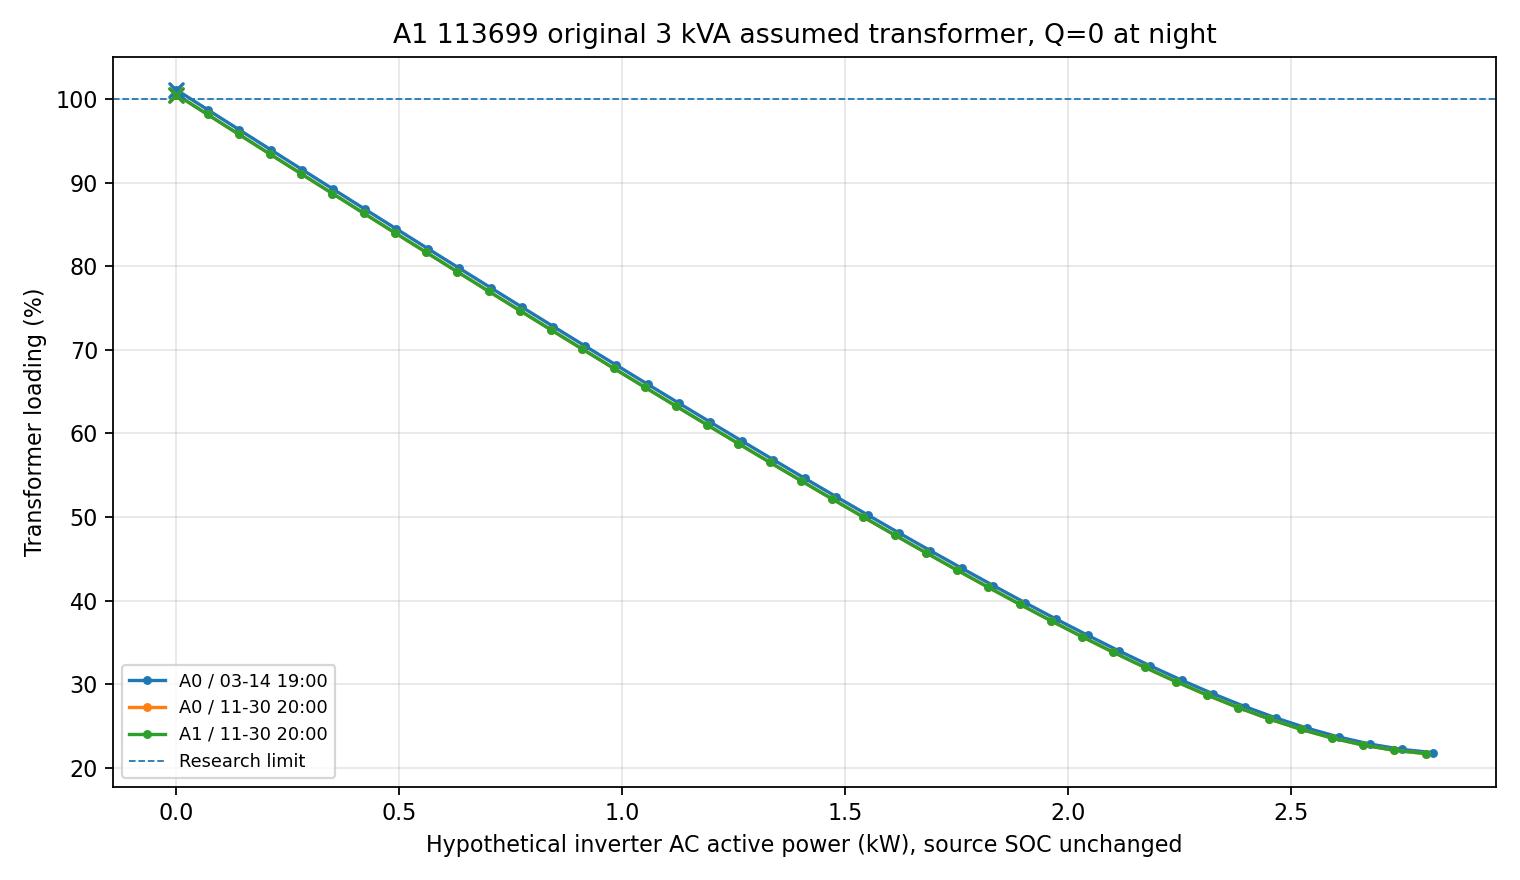 A1 113699 original 3 kVA assumed transformer, Q=0 at night
Transformer loading (%)
100
90
80
70
60
50
40
30
20
A0 / 03-14 19:00
A0 / 11-30 20:00
A1 / 11-30 20:00
Research limit
0.0 0.5 1.0 1.5 2.0 2.5
Hypothetical inverter AC active power (kW), source SOC unchanged